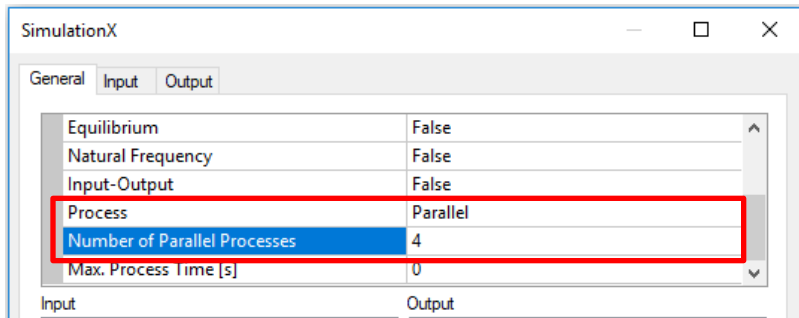 SimulationX
General Input Output
Equilibrium False
Natural Frequency False
Input-Output False
Process Parallel
Number of Parallel Processes 4
Max. Process Time [s] 0
Input Output